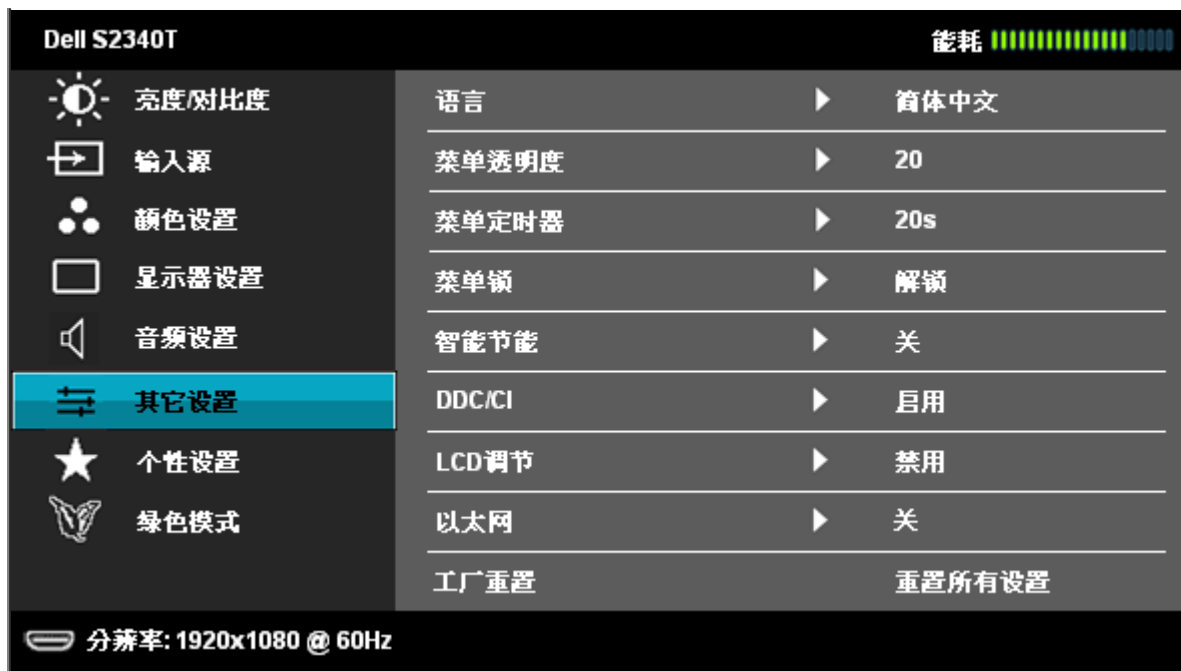 Dell S2340T
能耗
亮度/对比度
输入源
颜色设置
显示器设置
音频设置
其它设置
个性设置
绿色模式
语言 简体中文
菜单透明度 20
菜单定时器 20s
菜单锁 解锁
智能节能 关
DDC/CI 启用
LCD调节 禁用
以太网 关
工厂重置 重置所有设置
分辨率: 1920x1080 @ 60Hz